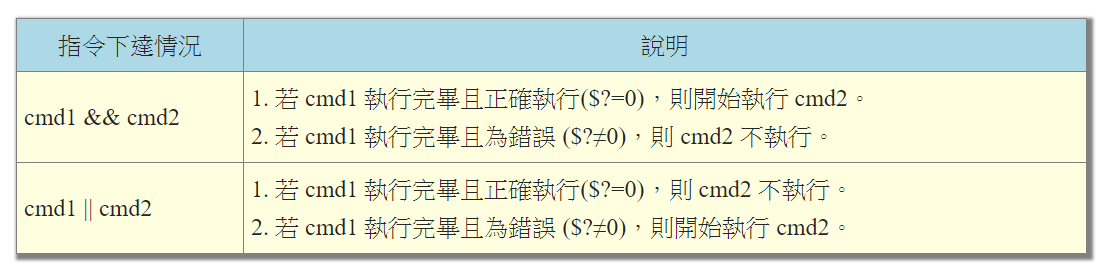 指令下達情況 說明
cmd1 && cmd2
1. 若 cmd1 執行完畢且正確執行($?=0)，則開始執行 cmd2。
2. 若 cmd1 執行完畢且為錯誤 ($?≠0)，則 cmd2 不執行。
cmd1 || cmd2
1. 若 cmd1 執行完畢且正確執行($?=0)，則 cmd2 不執行。
2. 若 cmd1 執行完畢且為錯誤 ($?≠0)，則開始執行 cmd2。